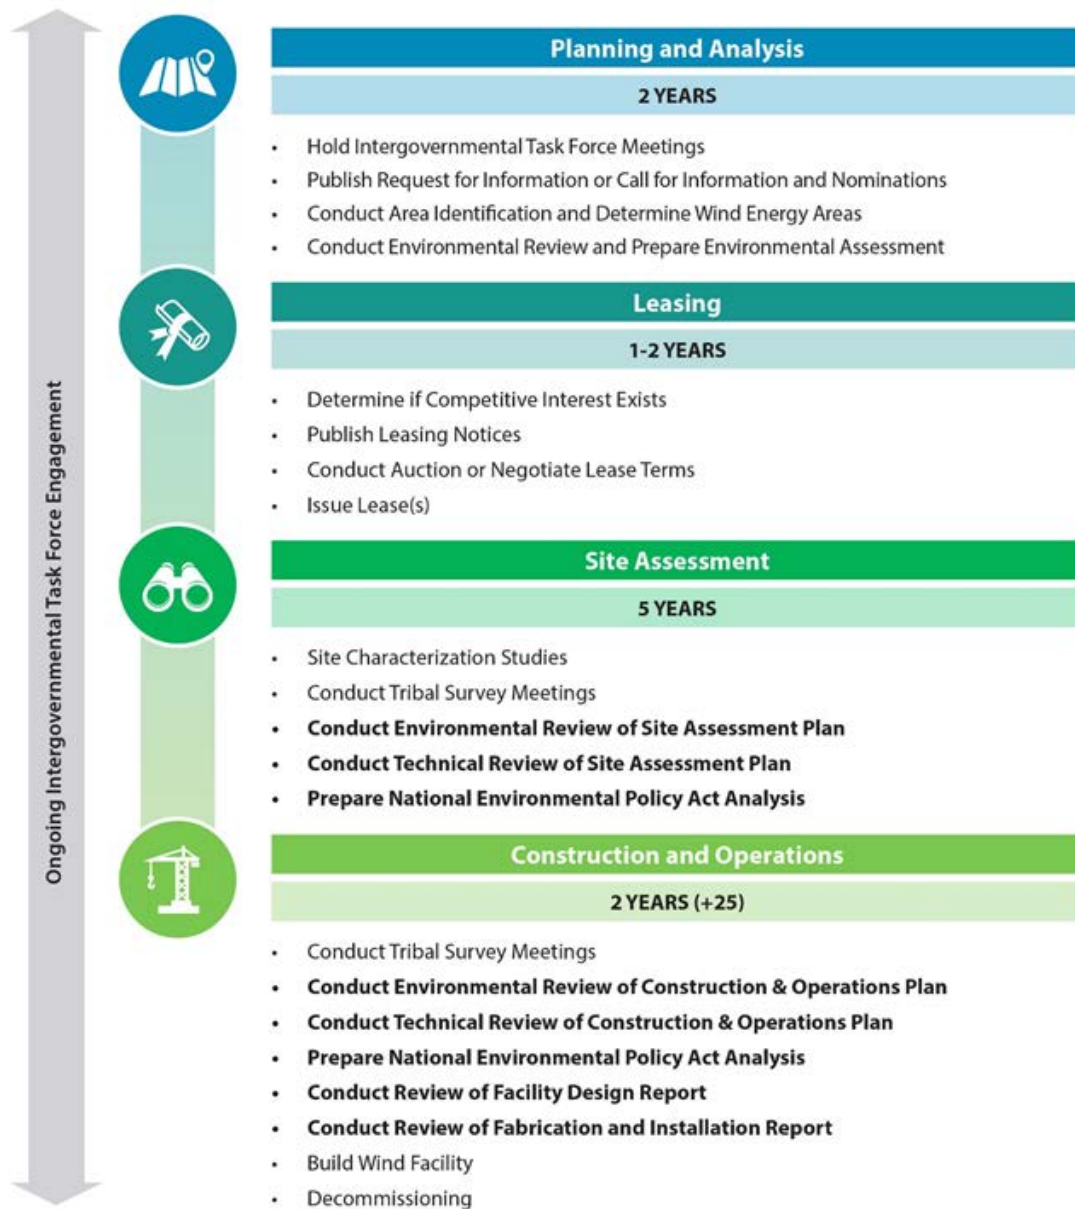 Ongoing Intergovernmental Task Force Engagement
Planning and Analysis
2 YEARS
• Hold Intergovernmental Task Force Meetings
• Publish Request for Information or Call for Information and Nominations
• Conduct Area Identification and Determine Wind Energy Areas
• Conduct Environmental Review and Prepare Environmental Assessment
Leasing
1-2 YEARS
• Determine if Competitive Interest Exists
• Publish Leasing Notices
• Conduct Auction or Negotiate Lease Terms
• Issue Lease(s)
Site Assessment
5 YEARS
• Site Characterization Studies
• Conduct Tribal Survey Meetings
• Conduct Environmental Review of Site Assessment Plan
• Conduct Technical Review of Site Assessment Plan
• Prepare National Environmental Policy Act Analysis
Construction and Operations
2 YEARS (+25)
• Conduct Tribal Survey Meetings
• Conduct Environmental Review of Construction & Operations Plan
• Conduct Technical Review of Construction & Operations Plan
• Prepare National Environmental Policy Act Analysis
• Conduct Review of Facility Design Report
• Conduct Review of Fabrication and Installation Report
• Build Wind Facility
• Decommissioning